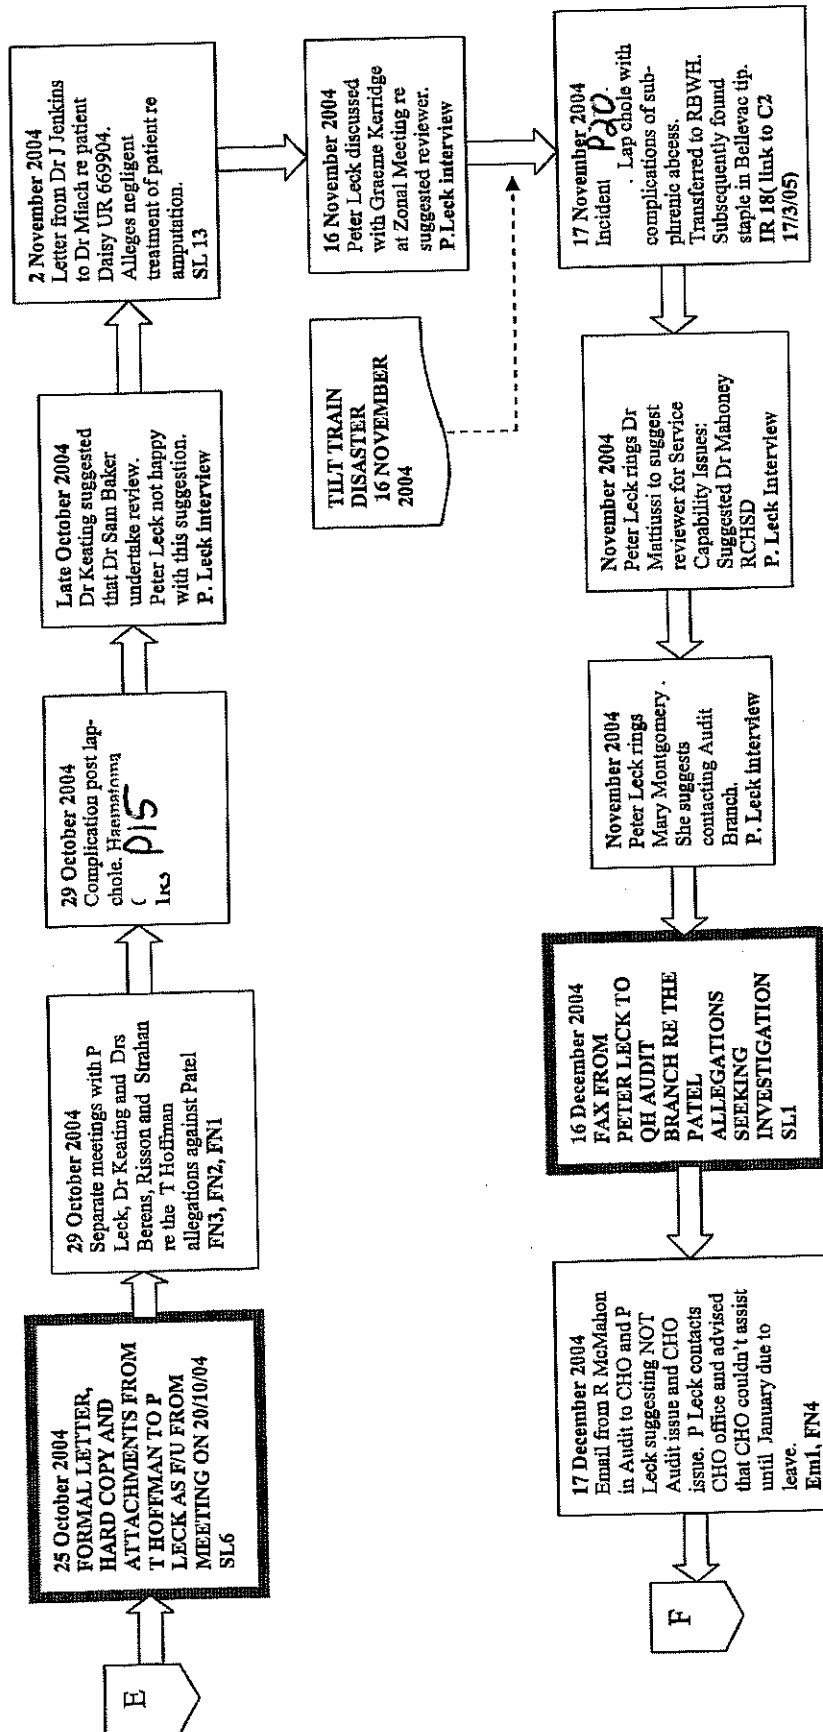 E
25 October 2004
FORMAL LETTER,
HARD COPY AND
ATTACHMENTS FROM
T HOFFMAN TO P
LECK AS F/U FROM
MEETING ON 20/10/04
SL6
29 October 2004
Separate meetings with P
Leck, Dr Keating and Drs
Berens, Risson and Strahan
re the T Hoffman
allegations against Patel
FN3, FN2, FN1
29 October 2004
Complication post lap-
chole. Haematoma
( P15
Late October 2004
Dr Keating suggested
that Dr Sam Baker
undertake review.
Peter Leck not happy
with this suggestion.
P. Leck interview
2 November 2004
Letter from Dr J Jenkins
to Dr Miach re patient
Daisy UR 669904.
Alleges negligent
treatment of patient re
amputation.
SL 13
16 November 2004
Peter Leck discussed
with Graeme Kerridge
at Zonal Meeting re
suggested reviewer.
P.Leck interview
TILT TRAIN
DISASTER
16 NOVEMBER
2004
17 November 2004
Incident P20.
. Lap chole with
complications of sub-
phrenic abcess.
Transferred to RBWH.
Subsequently found
staple in Bellevac tip.
IR 18( link to C2
17/3/05)
November 2004
Peter Leck rings Dr
Mattiussi to suggest
reviewer for Service
Capability Issues:
Suggested Dr Mahoney
RCHSD
P. Leck Interview
November 2004
Peter Leck rings
Mary Montgomery .
She suggests
contacting Audit
Branch.
P. Leck interview
16 December 2004
FAX FROM
PETER LECK TO
QH AUDIT
BRANCH RE THE
PATEL
ALLEGATIONS
SEEKING
INVESTIGATION
SL1
17 December 2004
Email from R McMahon
in Audit to CHO and P
Leck suggesting NOT
Audit issue and CHO
issue. P Leck contacts
CHO office and advised
that CHO couldn't assist
until January due to
leave.
Em1, FN4
F